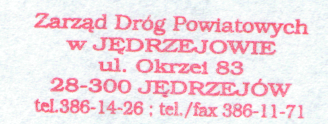 Zarząd Dróg Powiatowych
w JĘDRZEJOWIE
ul. Okrzei 83
28-300 JĘDRZEJÓW
tel.386-14-26 ; tel./fax 386-11-71